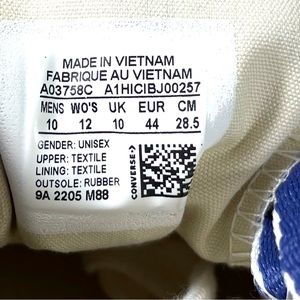 MADE IN VIETNAM
FABRIQUE AU VIETNAM
A03758C A1HICIBJ00257
MENS WO'S UK EUR CM
10 12 10 44 28.5
GENDER: UNISEX
UPPER: TEXTILE
LINING: TEXTILE
OUTSOLE: RUBBER
9A 2205 M88
CONVERSE